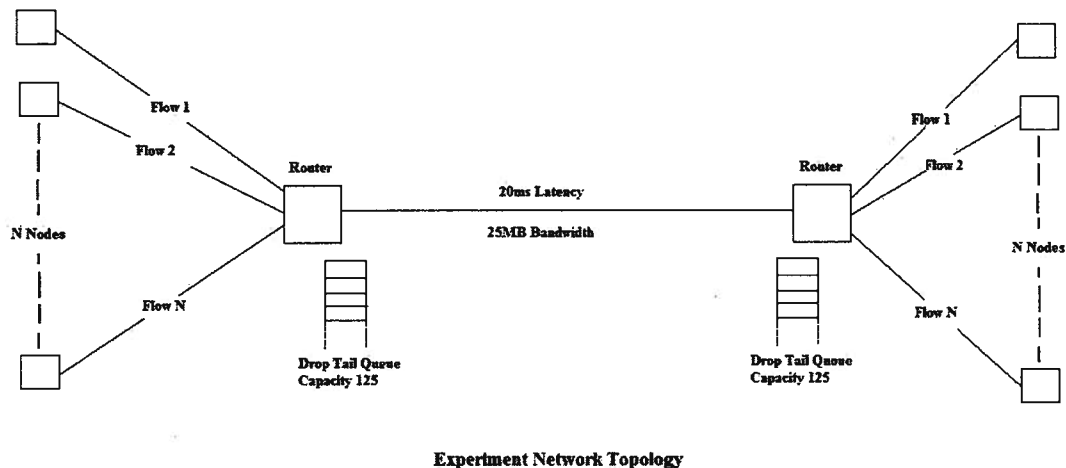 Flow 1
Flow 2
Flow N
N Nodes
Router
20ms Latency
25MB Bandwidth
Router
Drop Tail Queue
Capacity 125
Drop Tail Queue
Capacity 125
Flow 1
Flow 2
Flow N
N Nodes
Experiment Network Topology